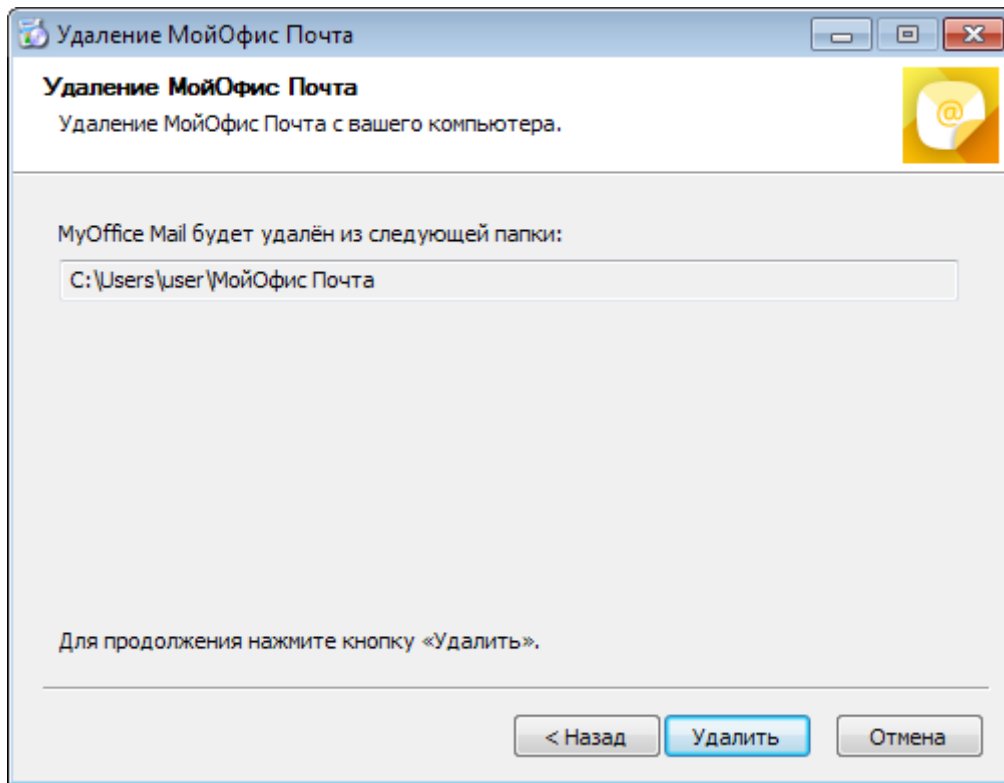 Удаление МойОфис Почта
Удаление МойОфис Почта
Удаление МойОфис Почта с вашего компьютера.
@
MyOffice Mail будет удалён из следующей папки:
C:\Users\user\МойОфис Почта
Для продолжения нажмите кнопку «Удалить».
< Назад
Удалить
Отмена